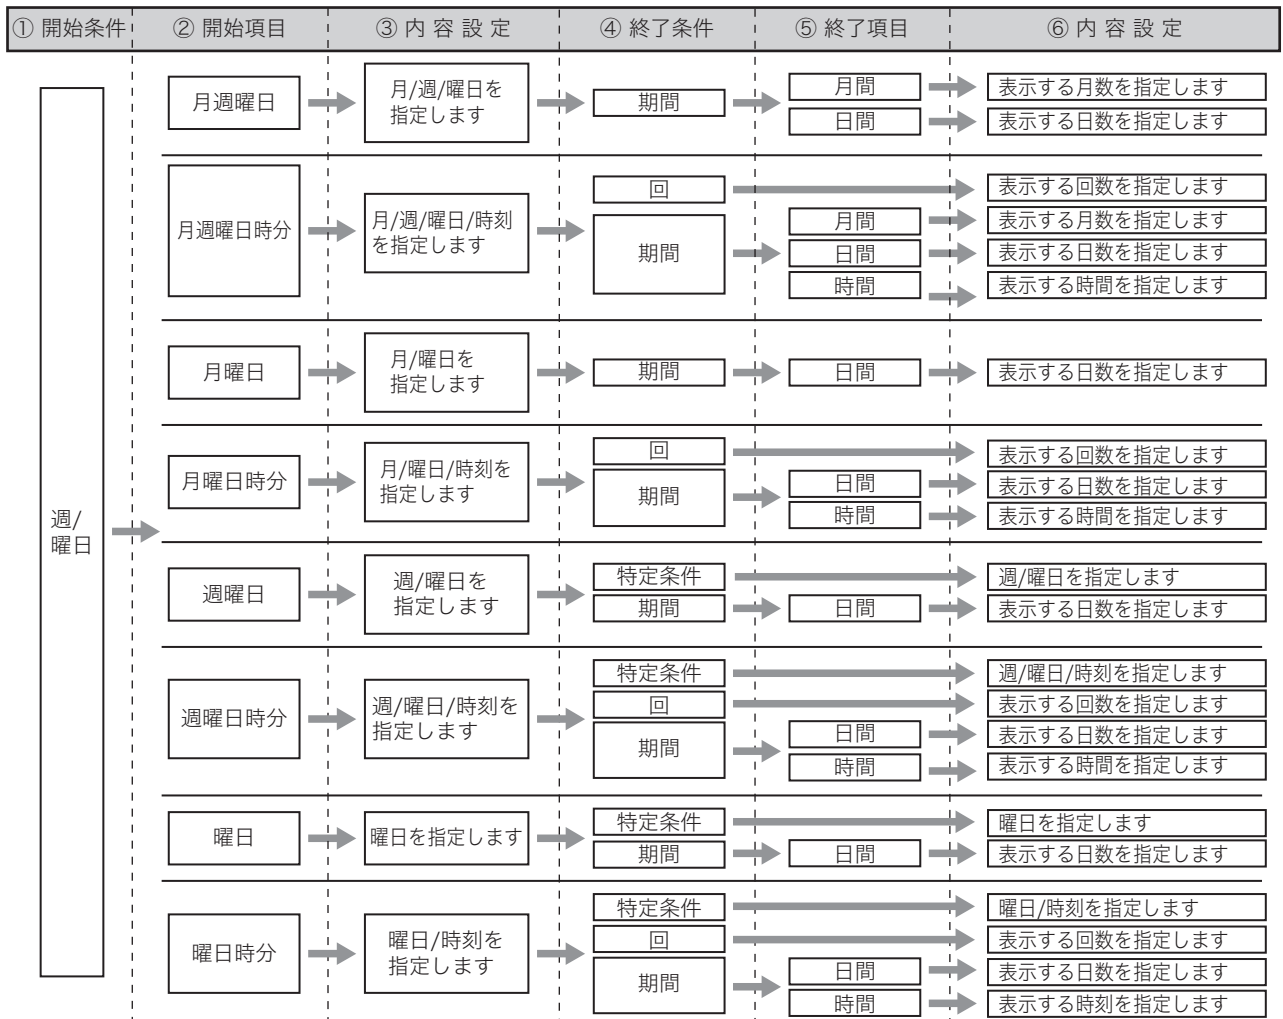 ① 開始条件 ② 開始項目 ③ 内 容 設 定 ④ 終了条件 ⑤ 終了項目 ⑥ 内 容 設 定
週/
曜日
月週曜日
月/週/曜日を
指定します
期間
月間
表示する月数を指定します
日間
表示する日数を指定します
月週曜日時分
月/週/曜日/時刻
を指定します
回
表示する回数を指定します
期間
月間
表示する月数を指定します
日間
表示する日数を指定します
時間
表示する時間を指定します
月曜日
月/曜日を
指定します
期間
日間
表示する日数を指定します
月曜日時分
月/曜日/時刻を
指定します
回
表示する回数を指定します
期間
日間
表示する日数を指定します
時間
表示する時間を指定します
週曜日
週/曜日を
指定します
特定条件
週/曜日を指定します
期間
日間
表示する日数を指定します
週曜日時分
週/曜日/時刻を
指定します
特定条件
週/曜日/時刻を指定します
回
表示する回数を指定します
期間
日間
表示する日数を指定します
時間
表示する時間を指定します
曜日
曜日を指定します
特定条件
曜日を指定します
期間
日間
表示する日数を指定します
曜日時分
曜日/時刻を
指定します
特定条件
曜日/時刻を指定します
回
表示する回数を指定します
期間
日間
表示する日数を指定します
時間
表示する時刻を指定します